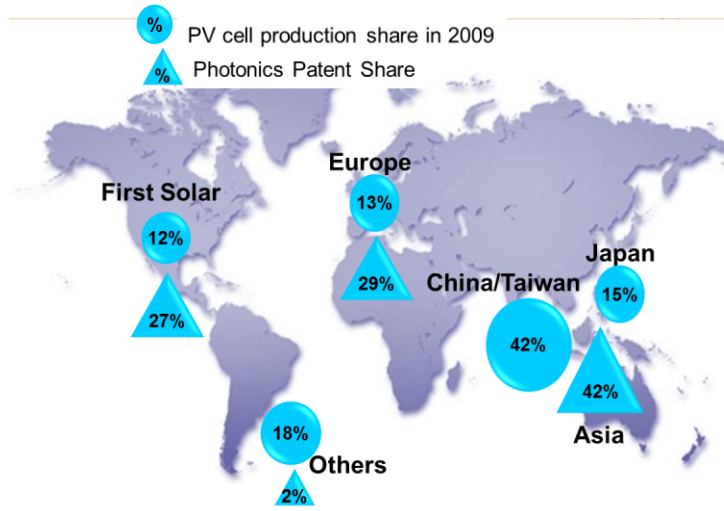 % PV cell production share in 2009
% Photonics Patent Share
Europe
13%
29%
First Solar
12%
27%
China/Taiwan
42%
Japan
15%
42%
Asia
18%
Others
2%